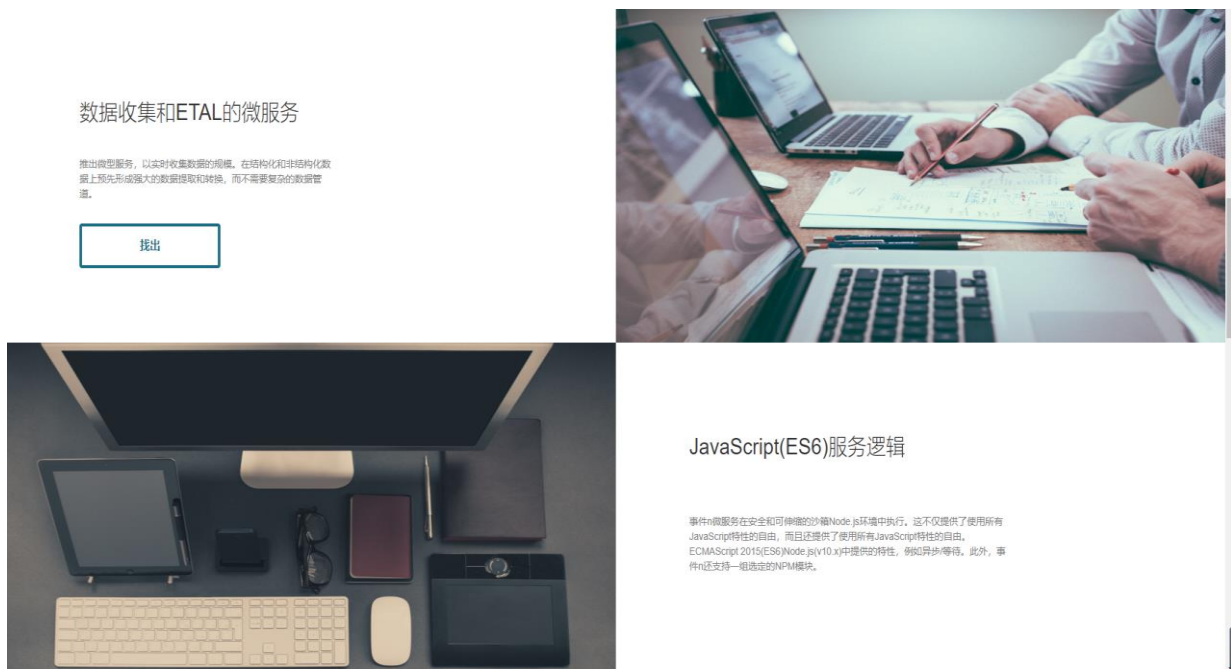 数据收集和ETAL的微服务
推出微型服务，以实时收集数据的规模。在结构化和非结构化数
据上预先形成强大的数据提取和转换，而不需要复杂的数据管
道。
找出
JavaScript(ES6)服务逻辑
事件n微服务在安全和可伸缩的沙箱Node.js环境中执行。这不仅提供了使用所有
JavaScript特性的自由，而且还提供了使用所有JavaScript特性的自由。
ECMAScript 2015(ES6)Node.js(v10.x)中提供的特性，例如异步/等待。此外，事
件n还支持一组选定的NPM模块。